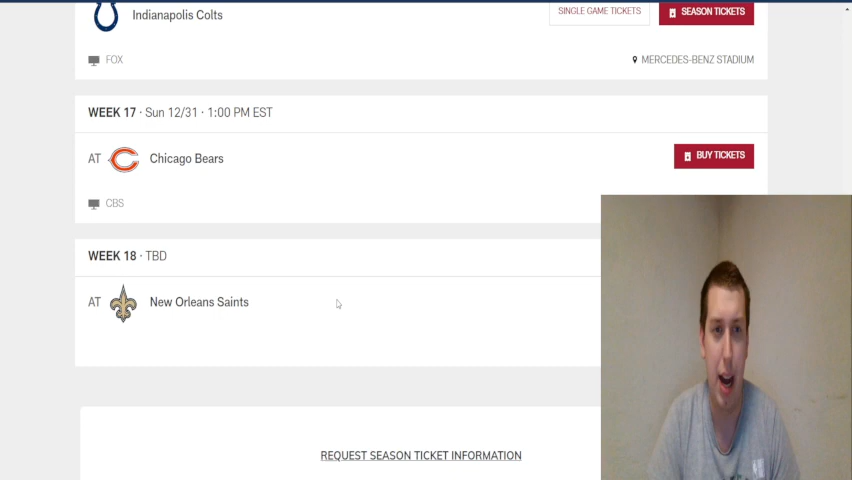 Indianapolis Colts
SINGLE GAME TICKETS
SEASON TICKETS
FOX
MERCEDES-BENZ STADIUM
WEEK 17 · Sun 12/31 · 1:00 PM EST
AT Chicago Bears
BUY TICKETS
CBS
WEEK 18 · TBD
AT New Orleans Saints
REQUEST SEASON TICKET INFORMATION